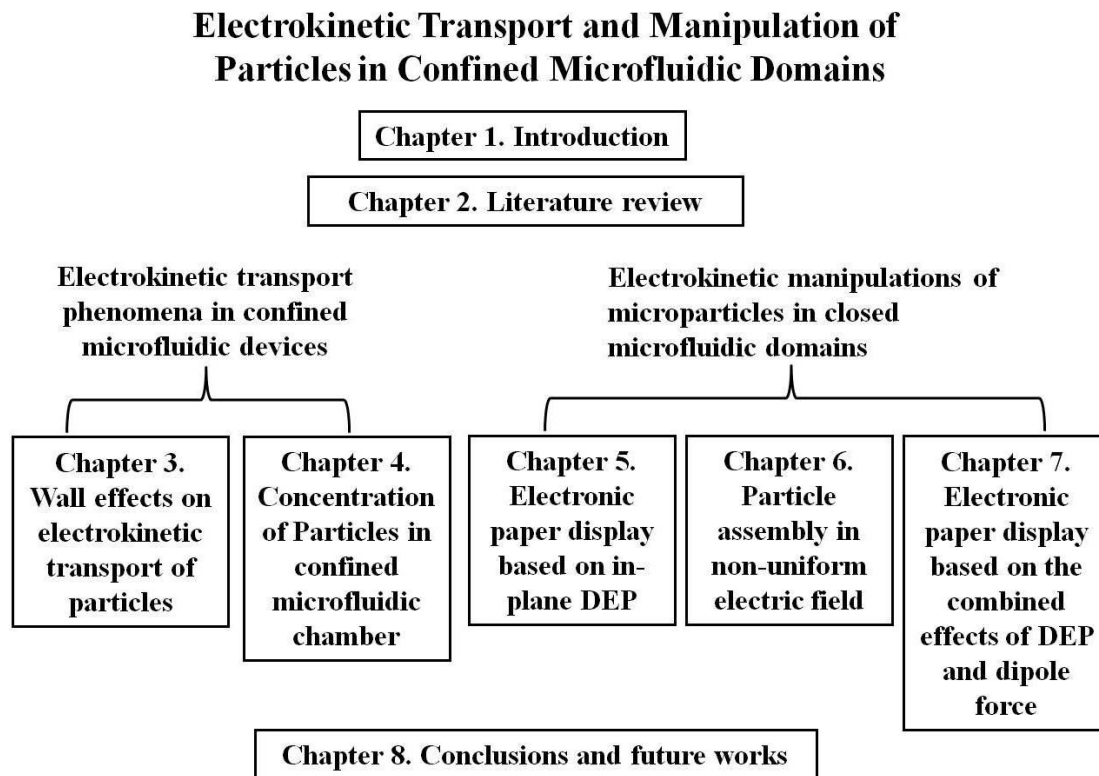 Electrokinetic Transport and Manipulation of
Particles in Confined Microfluidic Domains
Chapter 1. Introduction
Chapter 2. Literature review
Electrokinetic transport
phenomena in confined
microfluidic devices
Electrokinetic manipulations of
microparticles in closed
microfluidic domains
Chapter 3.
Wall effects on
electrokinetic
transport of
particles
Chapter 4.
Concentration
of Particles in
confined
microfluidic
chamber
Chapter 5.
Electronic
paper display
based on in-
plane DEP
Chapter 6.
Particle
assembly in
non-uniform
electric field
Chapter 7.
Electronic
paper display
based on the
combined
effects of DEP
and dipole
force
Chapter 8. Conclusions and future works